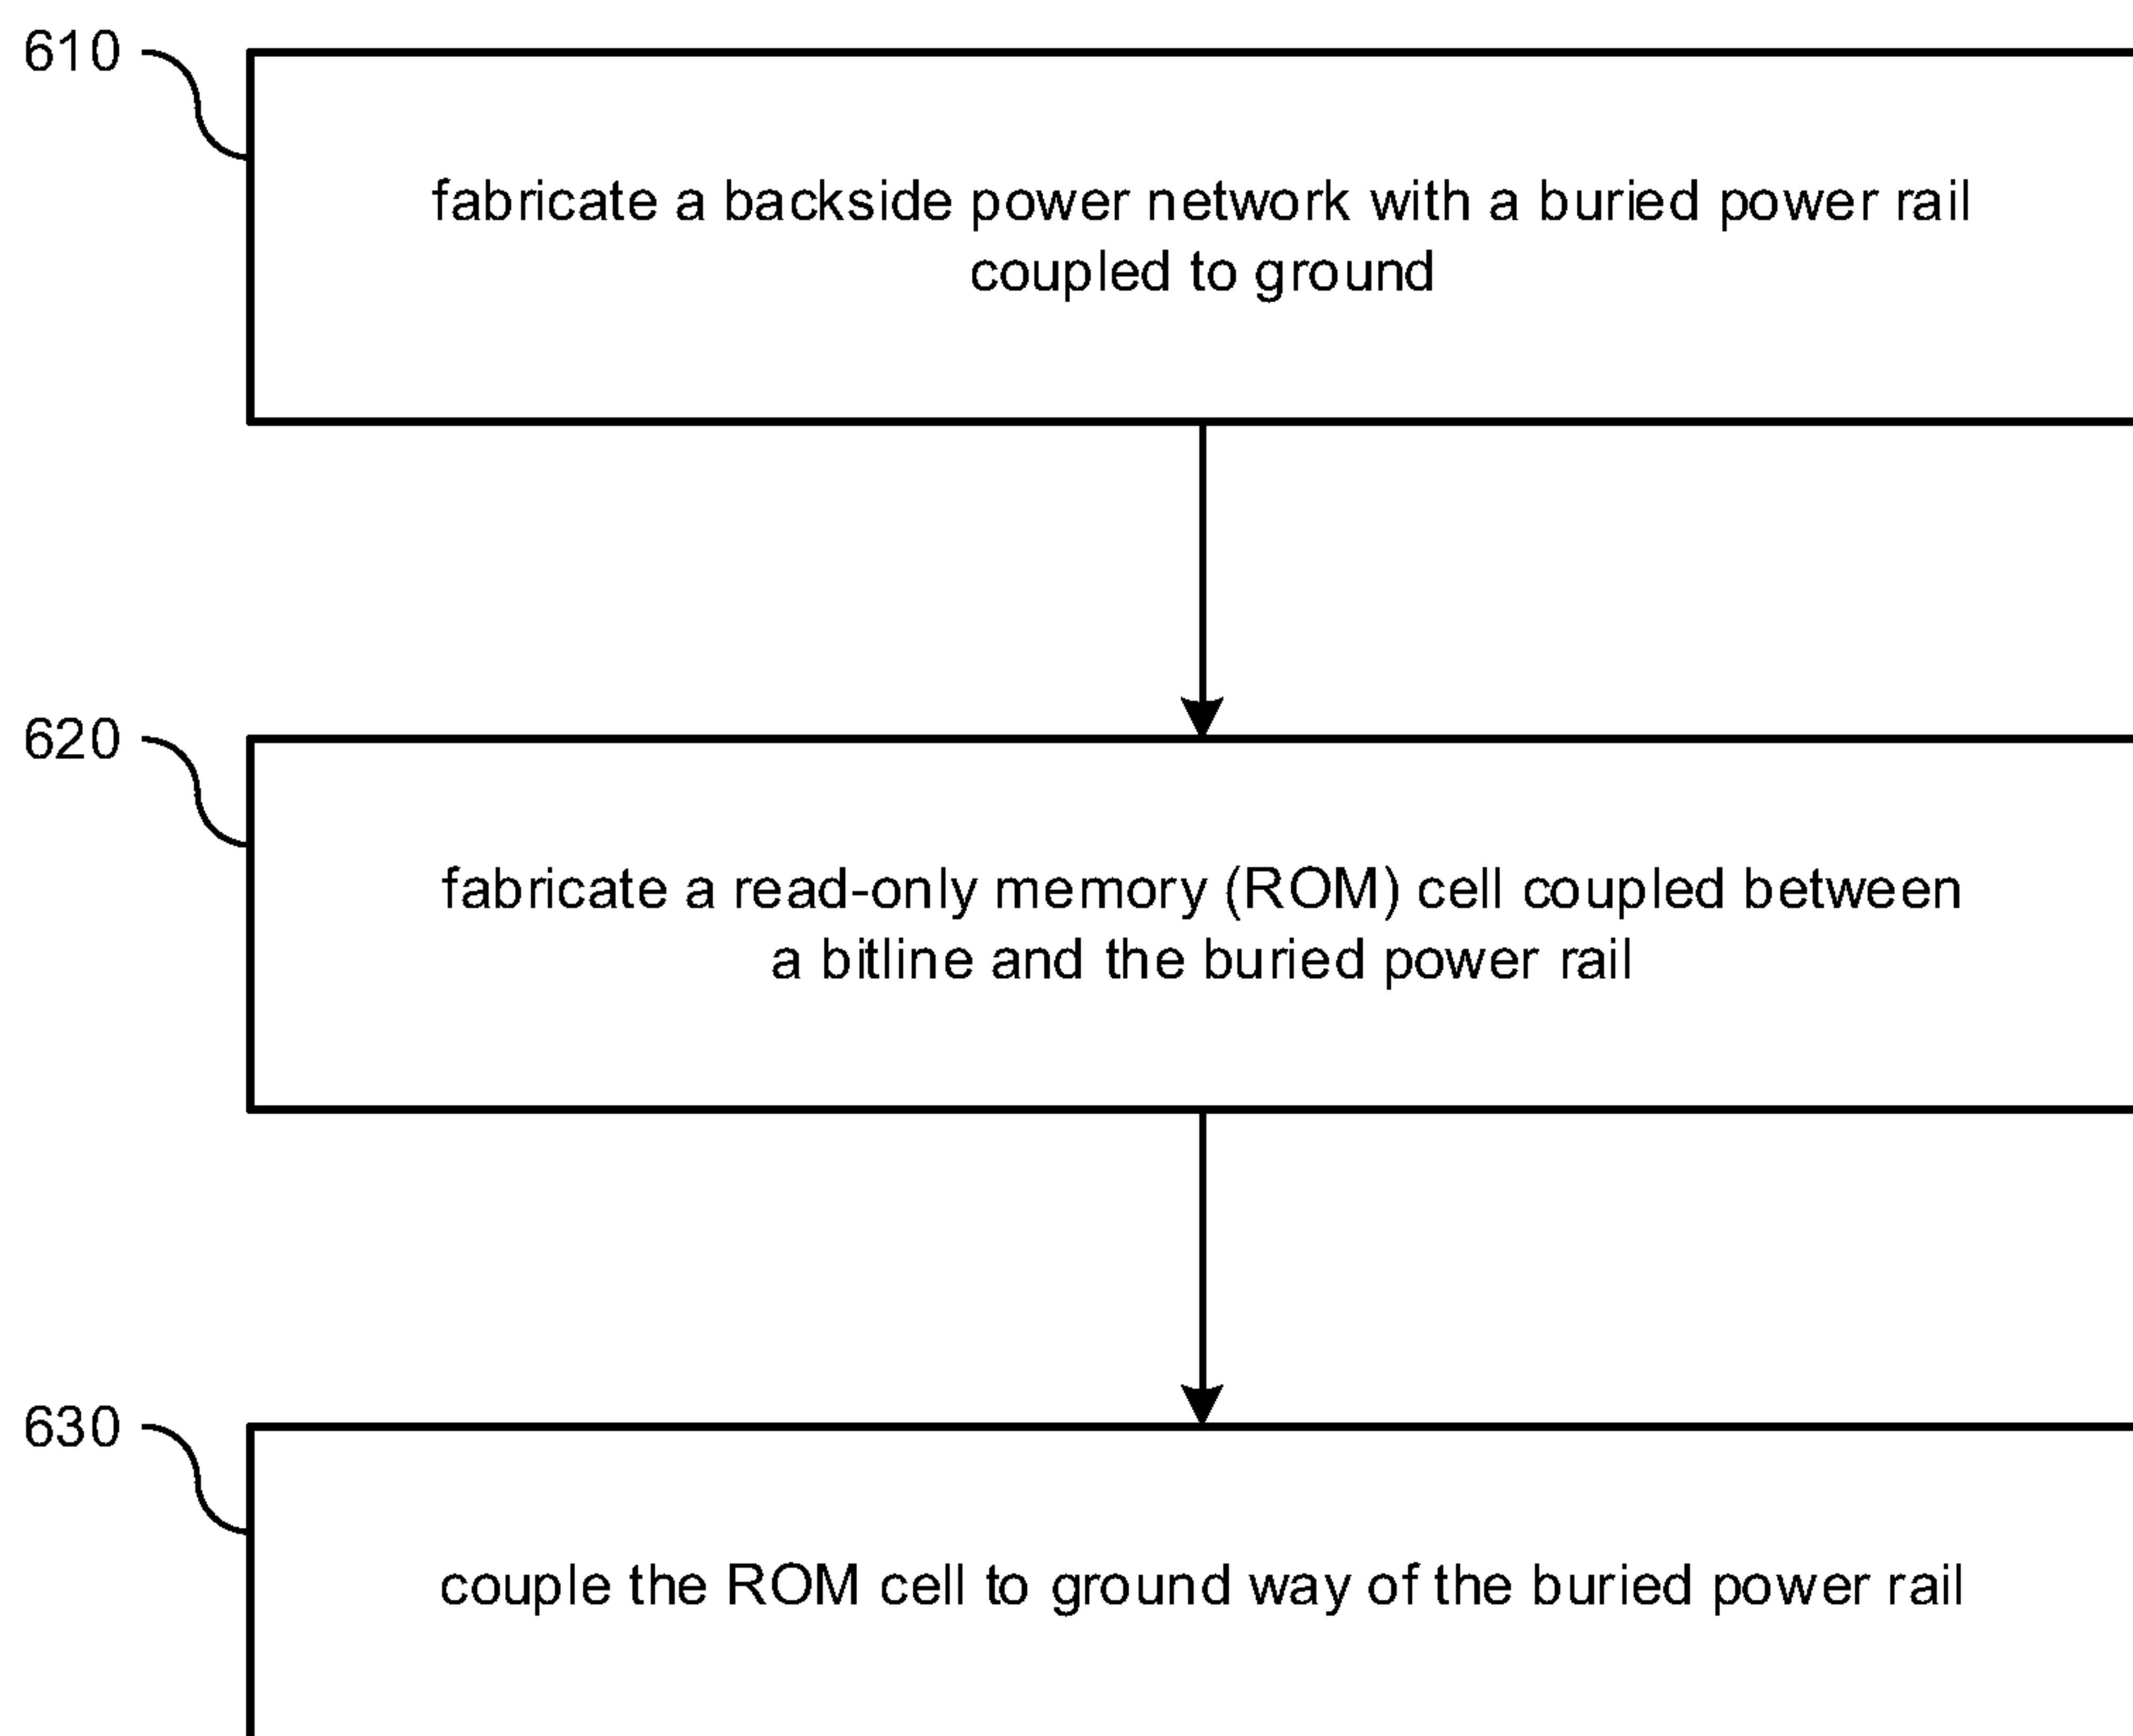 610
fabricate a backside power network with a buried power rail
coupled to ground
620
fabricate a read-only memory (ROM) cell coupled between
a bitline and the buried power rail
630
couple the ROM cell to ground way of the buried power rail